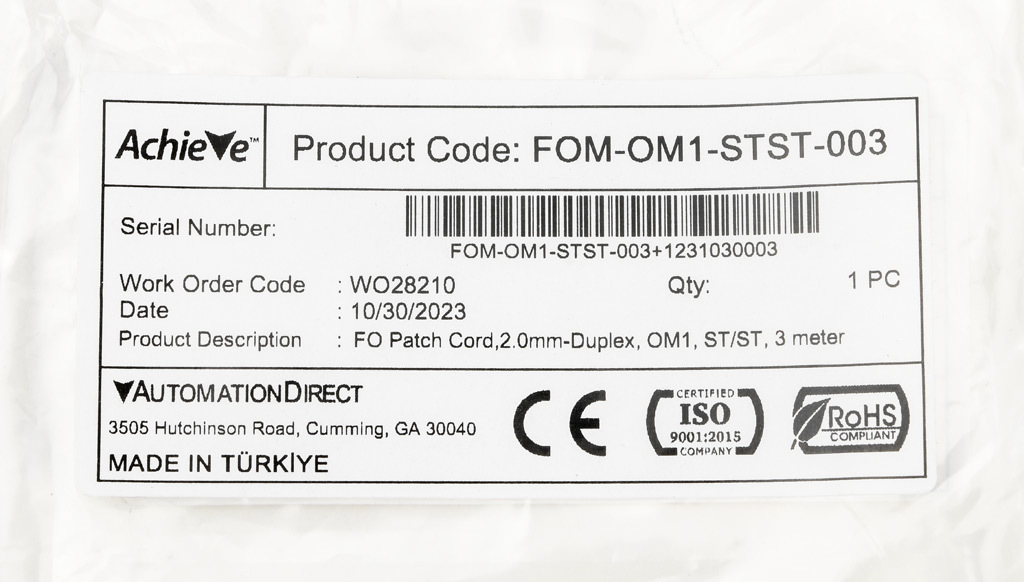 Achieve™
Product Code: FOM-OM1-STST-003
Serial Number:
FOM-OM1-STST-003+1231030003
Work Order Code : WO28210 Qty: 1 PC
Date : 10/30/2023
Product Description : FO Patch Cord,2.0mm-Duplex, OM1, ST/ST, 3 meter
AUTOMATIONDIRECT
3505 Hutchinson Road, Cumming, GA 30040
MADE IN TÜRKİYE
CE
CERTIFIED
ISO
9001:2015
COMPANY
RoHS
COMPLIANT